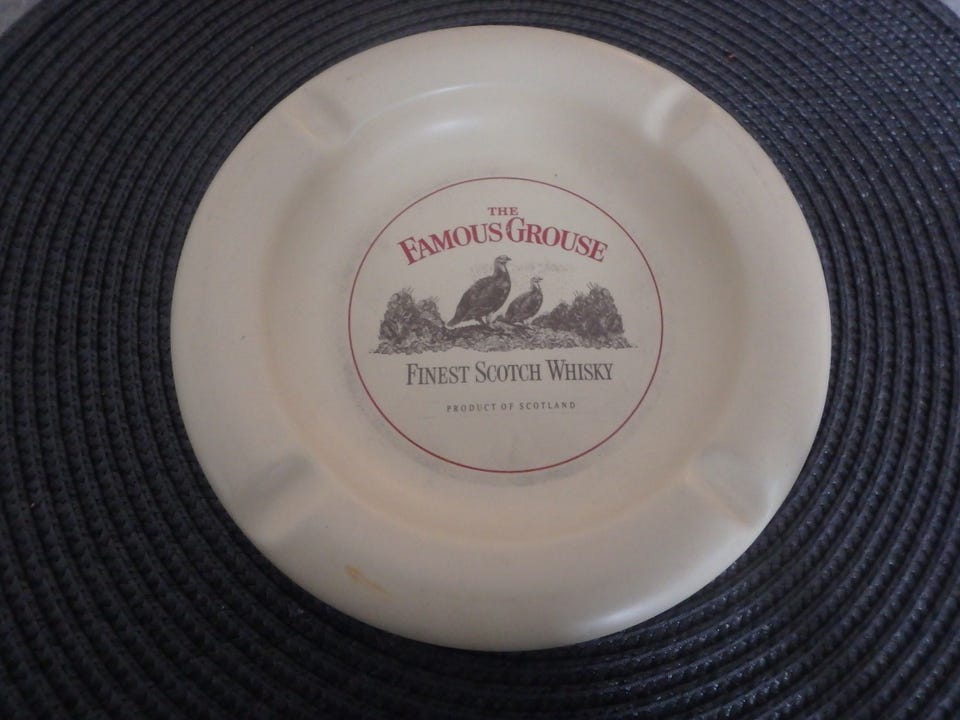 THE
FAMOUS GROUSE
FINEST SCOTCH WHISKY
PRODUCT OF SCOTLAND